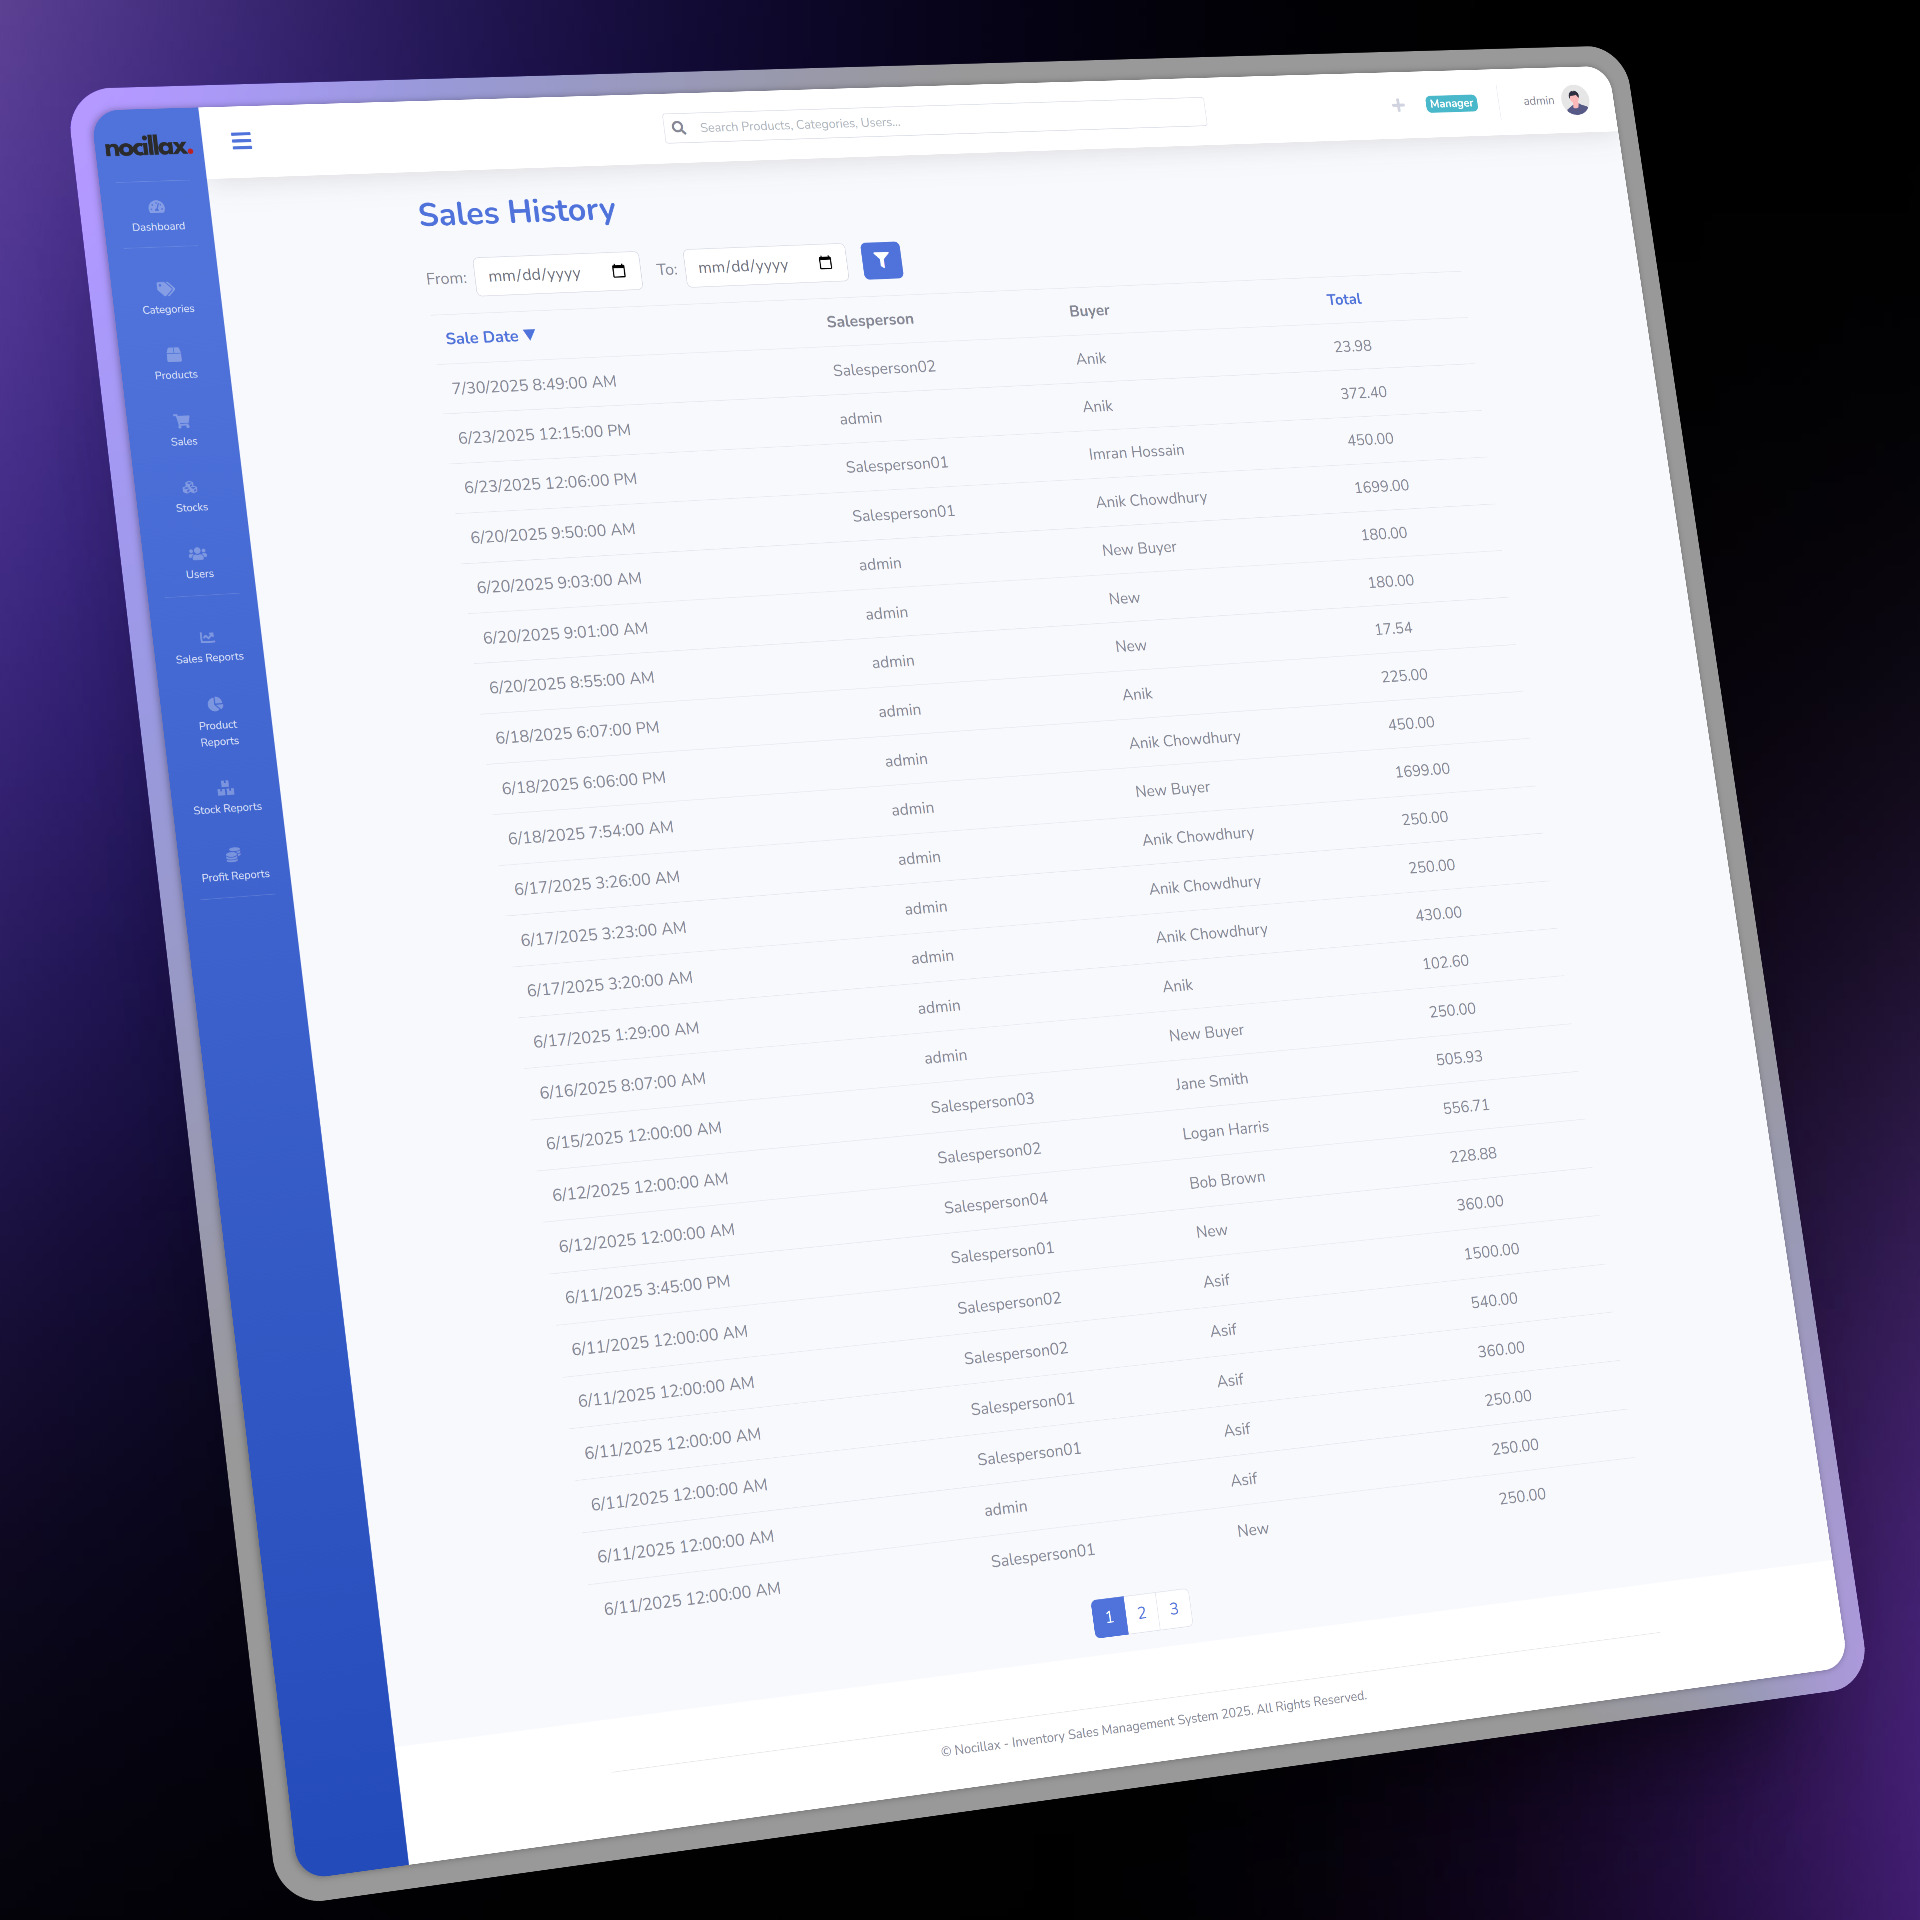 nocillax.
Search Products, Categories, Users...
Manager
admin
Dashboard
Categories
Products
Sales
Stocks
Users
Sales Reports
Product
Reports
Stock Reports
Profit Reports
Sales History
From: mm/dd/yyyy To: mm/dd/yyyy
Sale Date ▼ Salesperson Buyer Total
7/30/2025 8:49:00 AM Salesperson02 Anik 23.98
6/23/2025 12:15:00 PM admin Anik 372.40
6/23/2025 12:06:00 PM Salesperson01 Imran Hossain 450.00
6/20/2025 9:50:00 AM Salesperson01 Anik Chowdhury 1699.00
6/20/2025 9:03:00 AM admin New Buyer 180.00
6/20/2025 9:01:00 AM admin New 180.00
6/20/2025 8:55:00 AM admin New 17.54
6/18/2025 6:07:00 PM admin Anik 225.00
6/18/2025 6:06:00 PM admin Anik Chowdhury 450.00
6/18/2025 7:54:00 AM admin New Buyer 1699.00
6/17/2025 3:26:00 AM admin Anik Chowdhury 250.00
6/17/2025 3:23:00 AM admin Anik Chowdhury 250.00
6/17/2025 3:20:00 AM admin Anik Chowdhury 430.00
6/17/2025 1:29:00 AM admin Anik 102.60
6/16/2025 8:07:00 AM admin New Buyer 250.00
6/15/2025 12:00:00 AM Salesperson03 Jane Smith 505.93
6/12/2025 12:00:00 AM Salesperson02 Logan Harris 556.71
6/12/2025 12:00:00 AM Salesperson04 Bob Brown 228.88
6/11/2025 3:45:00 PM Salesperson01 New 360.00
6/11/2025 12:00:00 AM Salesperson02 Asif 1500.00
6/11/2025 12:00:00 AM Salesperson02 Asif 540.00
6/11/2025 12:00:00 AM Salesperson01 Asif 360.00
6/11/2025 12:00:00 AM Salesperson01 Asif 250.00
6/11/2025 12:00:00 AM admin Asif 250.00
6/11/2025 12:00:00 AM Salesperson01 New 250.00
1 2 3
© Nocillax - Inventory Sales Management System 2025. All Rights Reserved.